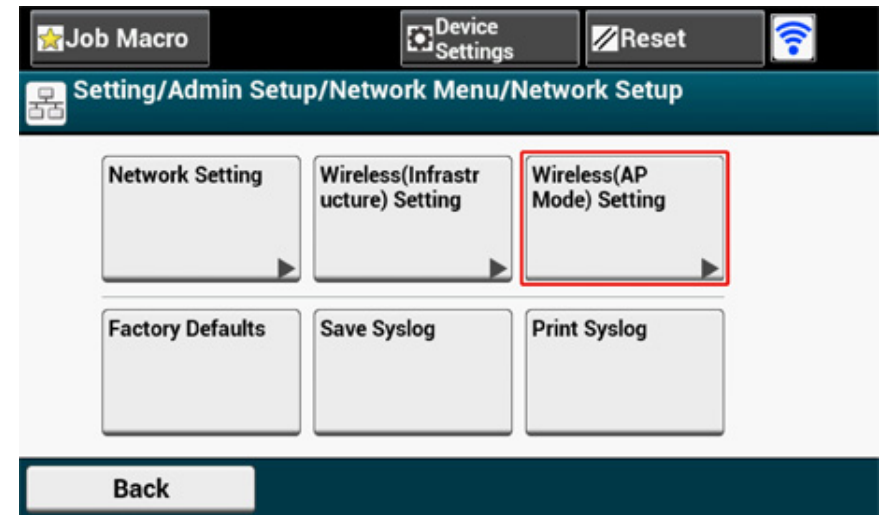 Job Macro
Device
Settings
Reset
Setting/Admin Setup/Network Menu/Network Setup
Network Setting
Wireless(Infrastr
ucture) Setting
Wireless(AP
Mode) Setting
Factory Defaults
Save Syslog
Print Syslog
Back